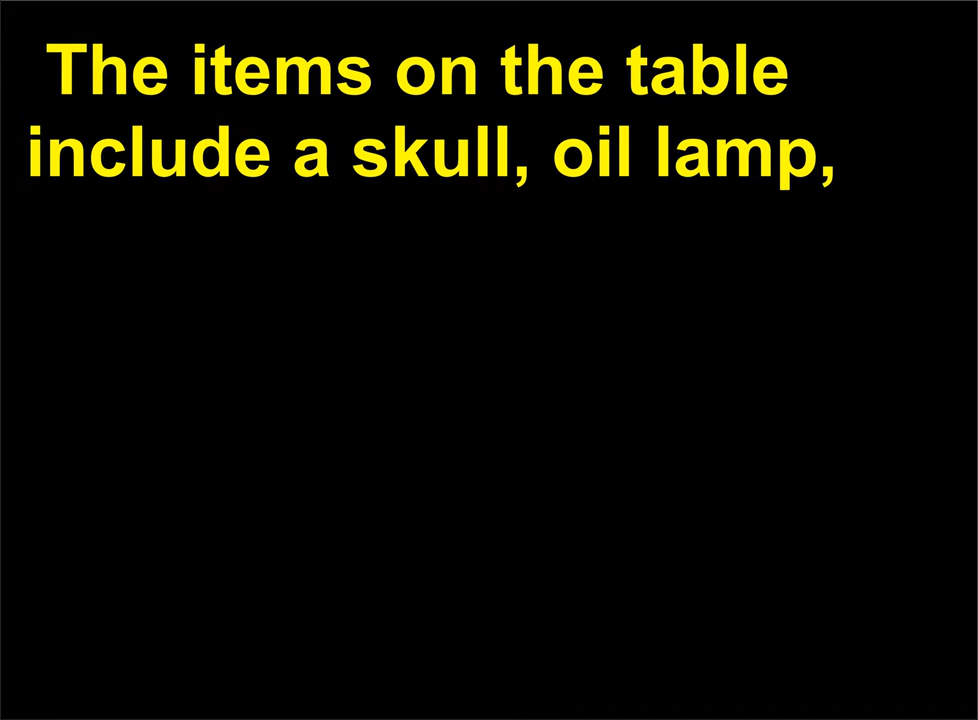 The items on the table
include a skull, oil lamp,